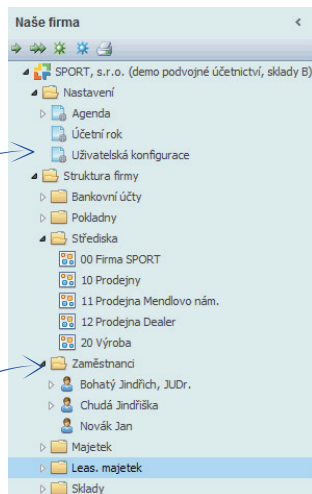 Naše firma
SPORT, s.r.o. (demo podvojné účetnictví, sklady B)
Nastavení
Agenda
Účetní rok
Uživatelská konfigurace
Struktura firmy
Bankovní účty
Pokladny
Střediska
00 Firma SPORT
10 Prodejny
11 Prodejna Mendlovo nám.
12 Prodejna Dealer
20 Výroba
Zaměstnanci
Bohatý Jindřich, JUDr.
Chudá Jindřiška
Novák Jan
Majetek
Leas. majetek
Sklady